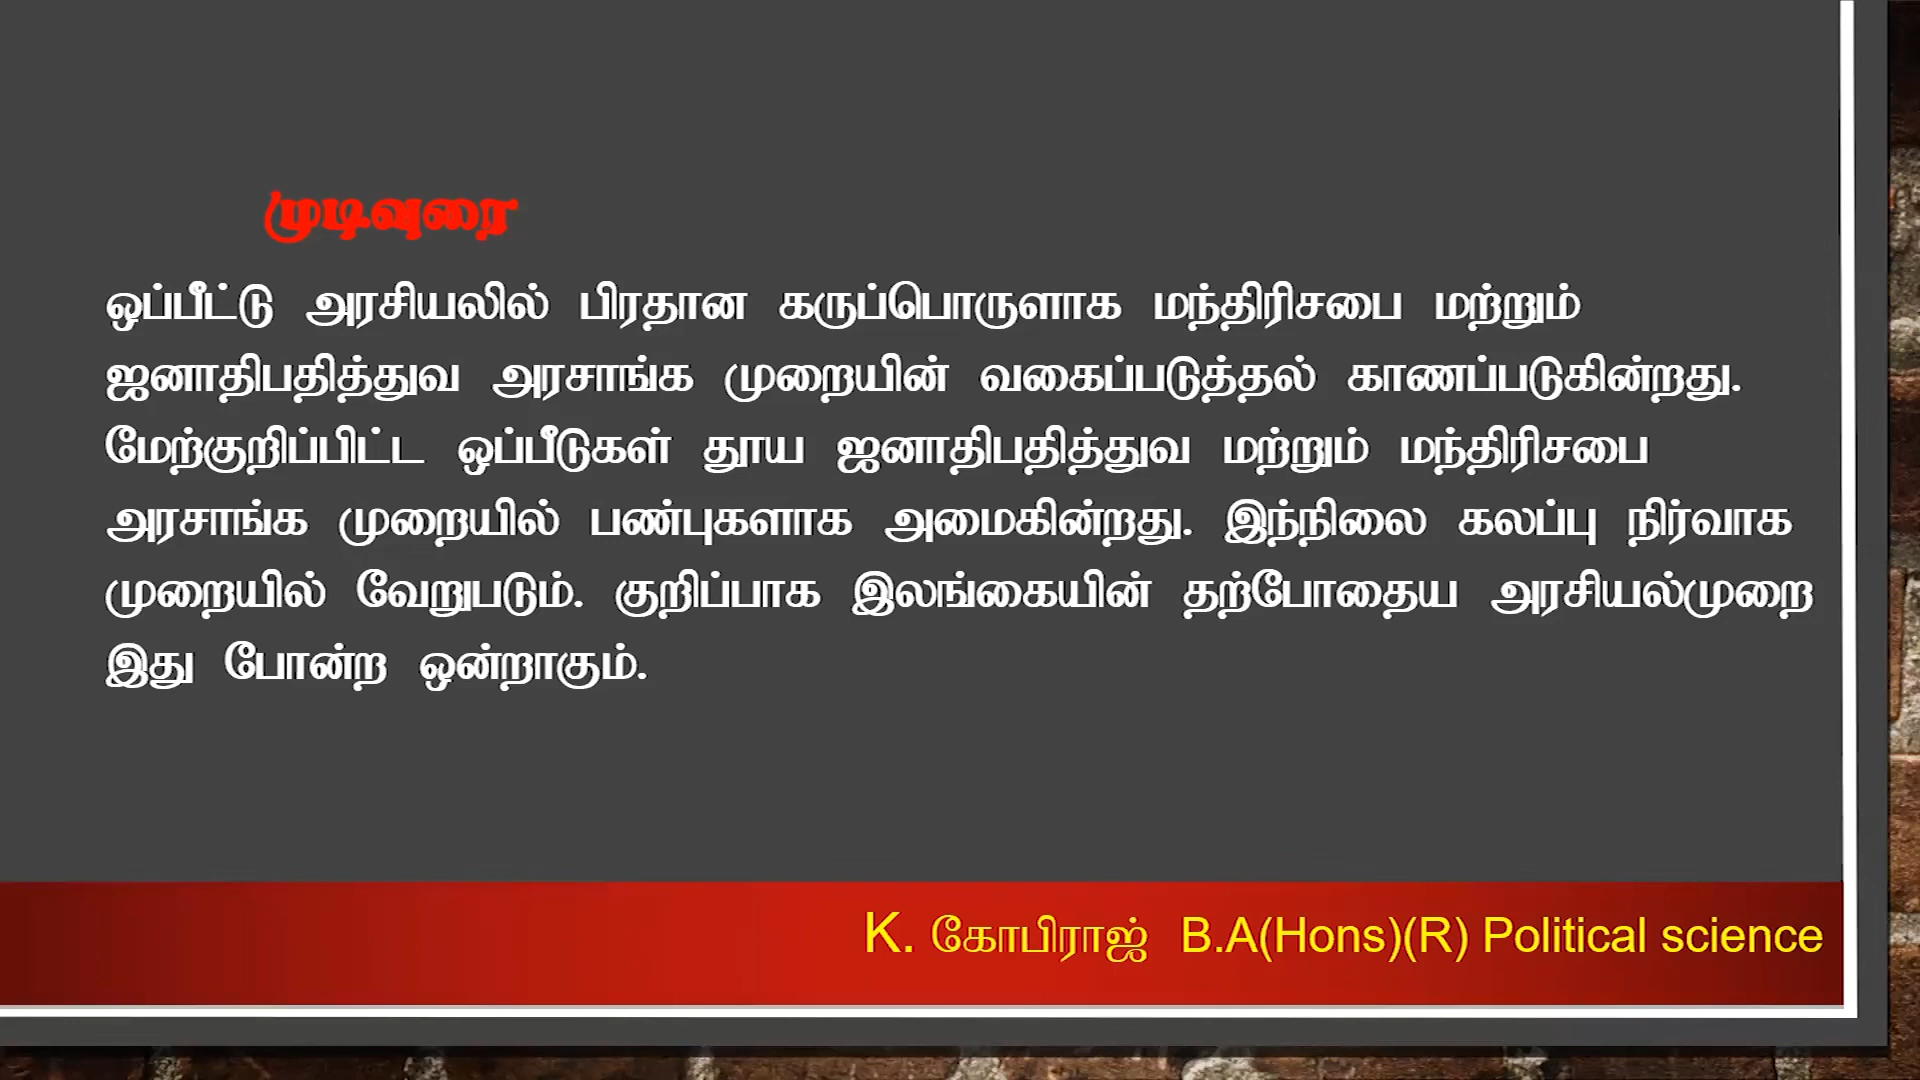 முடிவுரை
ஒப்பீட்டு அரசியலில் பிரதான கருப்பொருளாக மந்திரிசபை மற்றும்
ஜனாதிபதித்துவ அரசாங்க முறையின் வகைப்படுத்தல் காணப்படுகின்றது.
மேற்குறிப்பிட்ட ஒப்பீடுகள் தூய ஜனாதிபதித்துவ மற்றும் மந்திரிசபை
அரசாங்க முறையில் பண்புகளாக அமைகின்றது. இந்நிலை கலப்பு நிர்வாக
முறையில் வேறுபடும். குறிப்பாக இலங்கையின் தற்போதைய அரசியல்முறை
இது போன்ற ஒன்றாகும்.
K. கோபிராஜ் B.A(Hons)(R) Political science